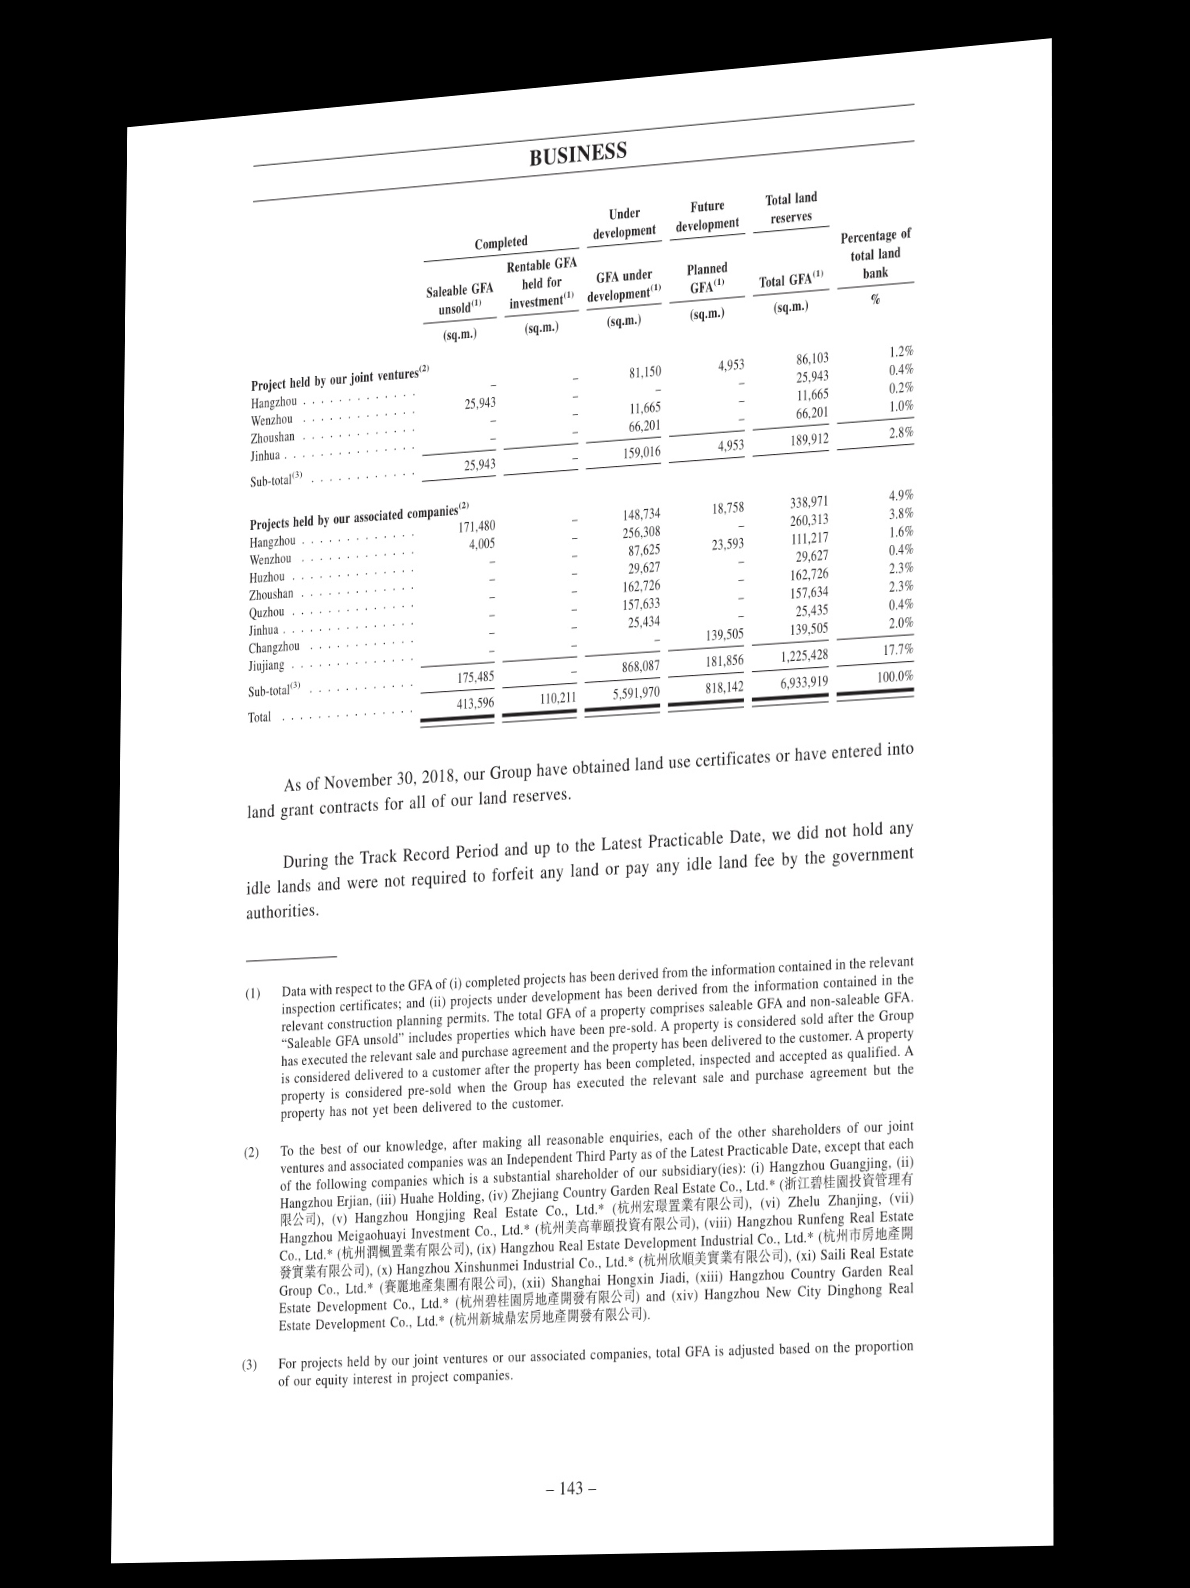 BUSINESS
Completed Under development Future development Total land reserves
Saleable GFA unsold(1) Rentable GFA held for investment(1) GFA under development(1) Planned GFA(1) Total GFA(1) Percentage of total land bank
(sq.m.) (sq.m.) (sq.m.) (sq.m.) (sq.m.) %
Project held by our joint ventures(2)
Hangzhou . . . . . . . . . . . . . – – 81,150 4,953 86,103 1.2%
Wenzhou . . . . . . . . . . . . . 25,943 – – – 25,943 0.4%
Zhoushan . . . . . . . . . . . . . – – 11,665 – 11,665 0.2%
Jinhua . . . . . . . . . . . . . . . – – 66,201 – 66,201 1.0%
Sub-total(3) . . . . . . . . . . . . 25,943 – 159,016 4,953 189,912 2.8%
Projects held by our associated companies(2)
Hangzhou . . . . . . . . . . . . . 171,480 – 148,734 18,758 338,971 4.9%
Wenzhou . . . . . . . . . . . . . 4,005 – 256,308 – 260,313 3.8%
Huzhou . . . . . . . . . . . . . . – – 87,625 23,593 111,217 1.6%
Zhoushan . . . . . . . . . . . . . – – 29,627 – 29,627 0.4%
Quzhou . . . . . . . . . . . . . . – – 162,726 – 162,726 2.3%
Jinhua . . . . . . . . . . . . . . . – – 157,633 – 157,634 2.3%
Changzhou . . . . . . . . . . . . – – 25,434 – 25,435 0.4%
Jiujiang . . . . . . . . . . . . . . – – – 139,505 139,505 2.0%
Sub-total(3) . . . . . . . . . . . . 175,485 – 868,087 181,856 1,225,428 17.7%
Total . . . . . . . . . . . . . . . 413,596 110,211 5,591,970 818,142 6,933,919 100.0%
As of November 30, 2018, our Group have obtained land use certificates or have entered into
land grant contracts for all of our land reserves.
During the Track Record Period and up to the Latest Practicable Date, we did not hold any
idle lands and were not required to forfeit any land or pay any idle land fee by the government
authorities.
(1) Data with respect to the GFA of (i) completed projects has been derived from the information contained in the relevant
inspection certificates; and (ii) projects under development has been derived from the information contained in the
relevant construction planning permits. The total GFA of a property comprises saleable GFA and non-saleable GFA.
“Saleable GFA unsold” includes properties which have been pre-sold. A property is considered sold after the Group
has executed the relevant sale and purchase agreement and the property has been delivered to the customer. A property
is considered delivered to a customer after the property has been completed, inspected and accepted as qualified. A
property is considered pre-sold when the Group has executed the relevant sale and purchase agreement but the
property has not yet been delivered to the customer.
(2) To the best of our knowledge, after making all reasonable enquiries, each of the other shareholders of our joint
ventures and associated companies was an Independent Third Party as of the Latest Practicable Date, except that each
of the following companies which is a substantial shareholder of our subsidiary(ies): (i) Hangzhou Guangjing, (ii)
Hangzhou Erjian, (iii) Huahe Holding, (iv) Zhejiang Country Garden Real Estate Co., Ltd.* (浙江碧桂園投資管理有
限公司), (v) Hangzhou Hongjing Real Estate Co., Ltd.* (杭州宏璟置業有限公司), (vi) Zhelu Zhanjing, (vii)
Hangzhou Meigaohuayi Investment Co., Ltd.* (杭州美高華頤投資有限公司), (viii) Hangzhou Runfeng Real Estate
Co., Ltd.* (杭州潤楓置業有限公司), (ix) Hangzhou Real Estate Development Industrial Co., Ltd.* (杭州市房地產開
發實業有限公司), (x) Hangzhou Xinshunmei Industrial Co., Ltd.* (杭州欣順美實業有限公司), (xi) Saili Real Estate
Group Co., Ltd.* (賽麗地產集團有限公司), (xii) Shanghai Hongxin Jiadi, (xiii) Hangzhou Country Garden Real
Estate Development Co., Ltd.* (杭州碧桂園房地產開發有限公司) and (xiv) Hangzhou New City Dinghong Real
Estate Development Co., Ltd.* (杭州新城鼎宏房地產開發有限公司).
(3) For projects held by our joint ventures or our associated companies, total GFA is adjusted based on the proportion
of our equity interest in project companies.
– 143 –